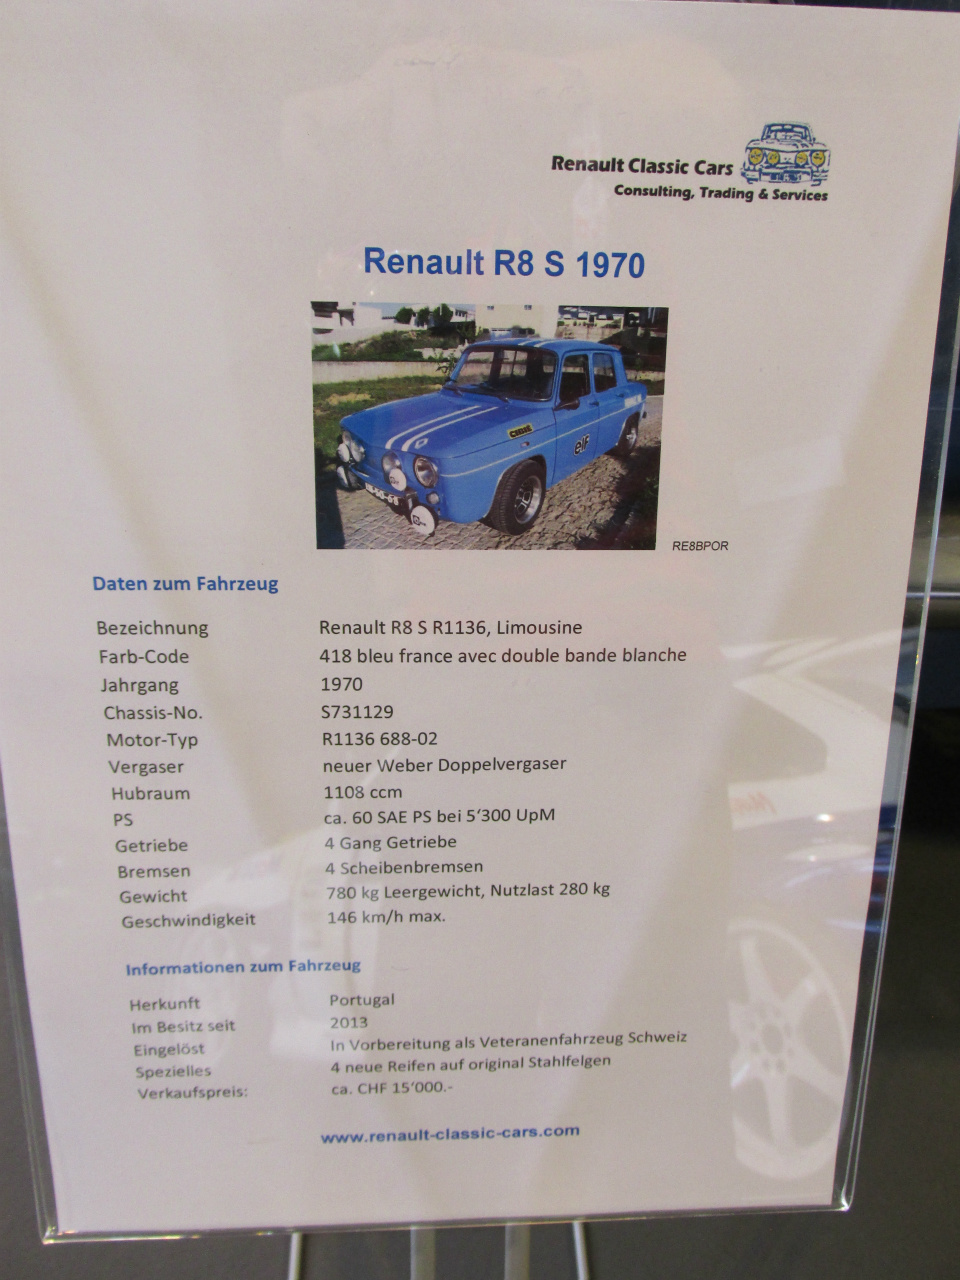 Renault Classic Cars
Consulting, Trading & Services
Renault R8 S 1970
elf
RE8BPOR
Daten zum Fahrzeug
Bezeichnung Renault R8 S R1136, Limousine
Farb-Code 418 bleu france avec double bande blanche
Jahrgang 1970
Chassis-No. S731129
Motor-Typ R1136 688-02
Vergaser neuer Weber Doppelvergaser
Hubraum 1108 ccm
PS ca. 60 SAE PS bei 5‘300 UpM
Getriebe 4 Gang Getriebe
Bremsen 4 Scheibenbremsen
Gewicht 780 kg Leergewicht, Nutzlast 280 kg
Geschwindigkeit 146 km/h max.
Informationen zum Fahrzeug
Herkunft Portugal
Im Besitz seit 2013
Eingelöst In Vorbereitung als Veteranenfahrzeug Schweiz
Spezielles 4 neue Reifen auf original Stahlfelgen
Verkaufspreis: ca. CHF 15‘000.-
www.renault-classic-cars.com